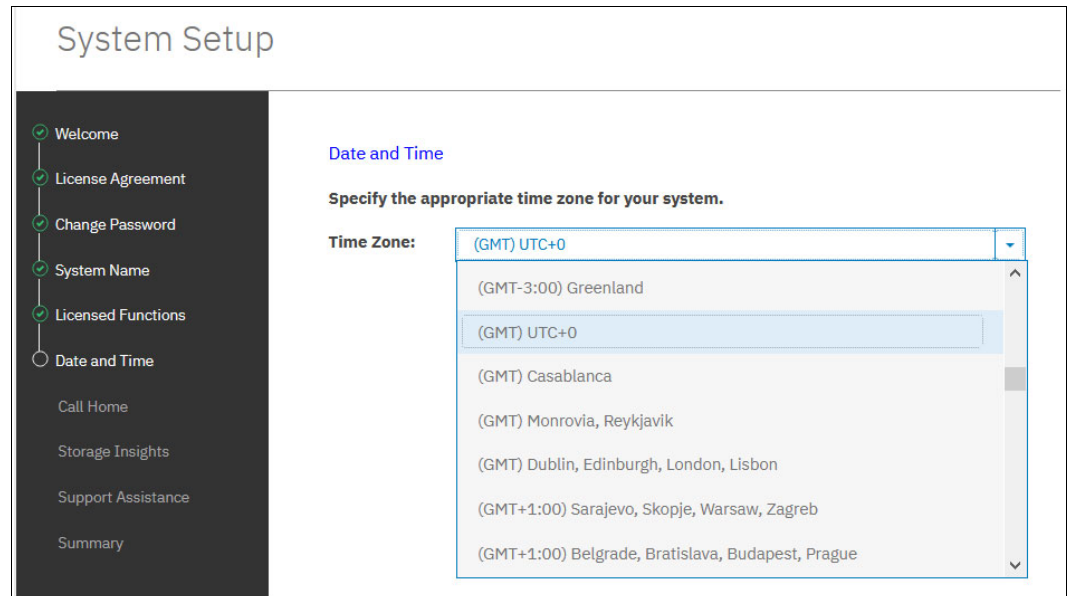 System Setup
Welcome
License Agreement
Change Password
System Name
Licensed Functions
Date and Time
Call Home
Storage Insights
Support Assistance
Summary
Date and Time
Specify the appropriate time zone for your system.
Time Zone: (GMT) UTC+0
(GMT-3:00) Greenland
(GMT) UTC+0
(GMT) Casablanca
(GMT) Monrovia, Reykjavik
(GMT) Dublin, Edinburgh, London, Lisbon
(GMT+1:00) Sarajevo, Skopje, Warsaw, Zagreb
(GMT+1:00) Belgrade, Bratislava, Budapest, Prague